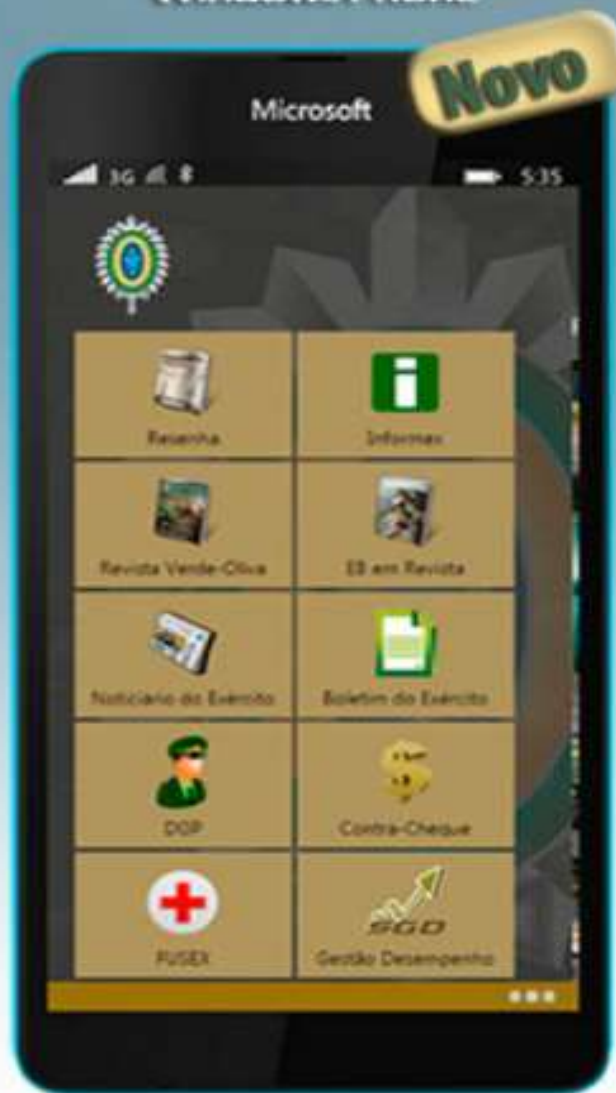 Novo
Microsoft
3G 5:35
Resenha Informex
Revista Verde-Oliva EB em Revista
Noticiário do Exército Boletim do Exército
DGP Contra-Cheque
FUSEX SGD
Gestão Desempenho